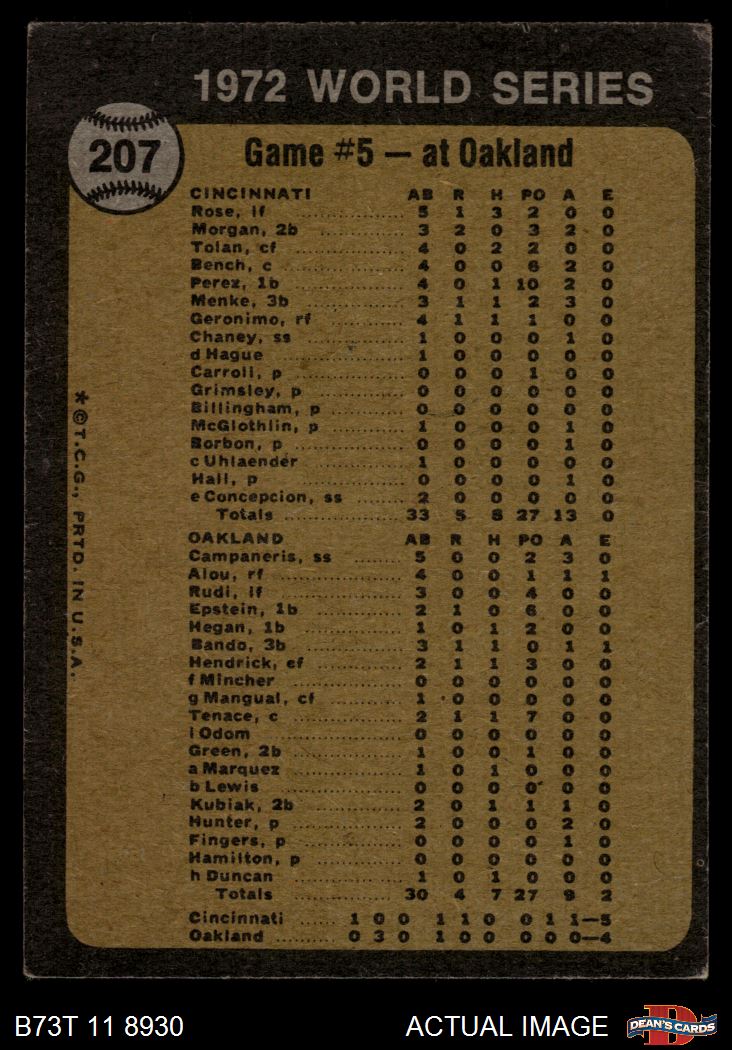 1972 WORLD SERIES
207
Game #5 — at Oakland
CINCINNATI AB R H PO A E
Rose, lf .......... 5 1 3 2 0 0
Morgan, 2b .......... 3 2 0 3 2 0
Tolan, cf .......... 4 0 2 2 0 0
Bench, c .......... 4 0 0 6 2 0
Perez, 1b .......... 4 0 1 10 2 0
Menke, 3b .......... 3 1 1 2 3 0
Geronimo, rf .......... 4 1 1 1 0 0
Chaney, ss .......... 1 0 0 0 1 0
d Hague .......... 1 0 0 0 0 0
Carroll, p .......... 0 0 0 1 0 0
Grimsley, p .......... 0 0 0 0 0 0
Billingham, p .......... 0 0 0 0 0 0
McGlothlin, p .......... 1 0 0 0 1 0
Borbon, p .......... 0 0 0 0 1 0
c Uhlaender .......... 1 0 0 0 0 0
Hall, p .......... 0 0 0 0 1 0
e Concepcion, ss .......... 2 0 0 0 0 0
Totals .......... 33 5 8 27 13 0
OAKLAND AB R H PO A E
Campaneris, ss .......... 5 0 0 2 3 0
Alou, rf .......... 4 0 0 1 1 1
Rudi, lf .......... 3 0 0 4 0 0
Epstein, 1b .......... 2 1 0 6 0 0
Hegan, 1b .......... 1 0 1 2 0 0
Bando, 3b .......... 3 1 1 0 1 1
Hendrick, cf .......... 2 1 1 3 0 0
f Mincher .......... 0 0 0 0 0 0
g Mangual, cf .......... 1 0 0 0 0 0
Tenace, c .......... 2 1 1 7 0 0
i Odom .......... 0 0 0 0 0 0
Green, 2b .......... 1 0 0 1 0 0
a Marquez .......... 1 0 1 0 0 0
b Lewis .......... 0 0 0 0 0 0
Kubiak, 2b .......... 2 0 1 1 1 0
Hunter, p .......... 2 0 0 0 2 0
Fingers, p .......... 0 0 0 0 1 0
Hamilton, p .......... 0 0 0 0 0 0
h Duncan .......... 1 0 1 0 0 0
Totals .......... 30 4 7 27 9 2
Cincinnati .......... 1 0 0 1 1 0 0 1 1—5
Oakland .......... 0 3 0 1 0 0 0 0 0—4
*©T.C.G., PRTD. IN U.S.A.
B73T 11 8930
ACTUAL IMAGE
D
DEAN'S CARDS